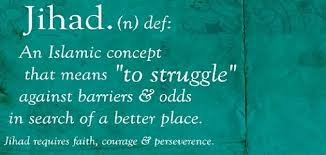 Jihad. (n) def:
An Islamic concept
that means "to struggle"
against barriers & odds
in search of a better place.
Jihad requires faith, courage & perseverence.